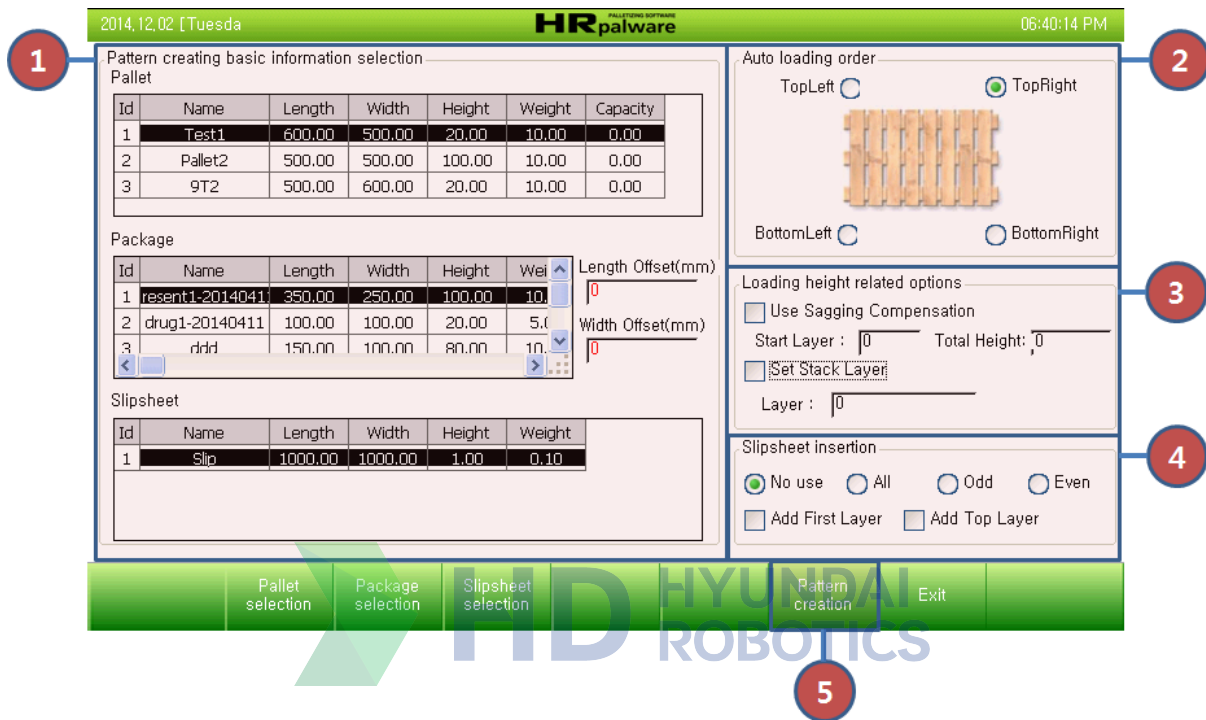 2014,12,02 [Tuesda
PALLETIZING SOFTWARE
HRpalware
06:40:14 PM
1
Pattern creating basic information selection
Pallet
Id Name Length Width Height Weight Capacity
1 Test1 600.00 500.00 20.00 10.00 0.00
2 Pallet2 500.00 500.00 100.00 10.00 0.00
3 9T2 500.00 600.00 20.00 10.00 0.00
Package
Id Name Length Width Height Wei
1 resent1-2014041 350.00 250.00 100.00 10.
2 drug1-20140411 100.00 100.00 20.00 5.0
3 ddd 150.00 100.00 80.00 10.
Length Offset(mm)
0
Width Offset(mm)
0
Slipsheet
Id Name Length Width Height Weight
1 Slip 1000.00 1000.00 1.00 0.10
2
Auto loading order
TopLeft TopRight
BottomLeft BottomRight
3
Loading height related options
Use Sagging Compensation
Start Layer : 0 Total Height: 0
Set Stack Layer
Layer : 0
4
Slipsheet insertion
No use All Odd Even
Add First Layer Add Top Layer
Pallet selection
Package selection
Slipsheet selection
Pattern creation
Exit
HD HYUNDAI
ROBOTICS
5